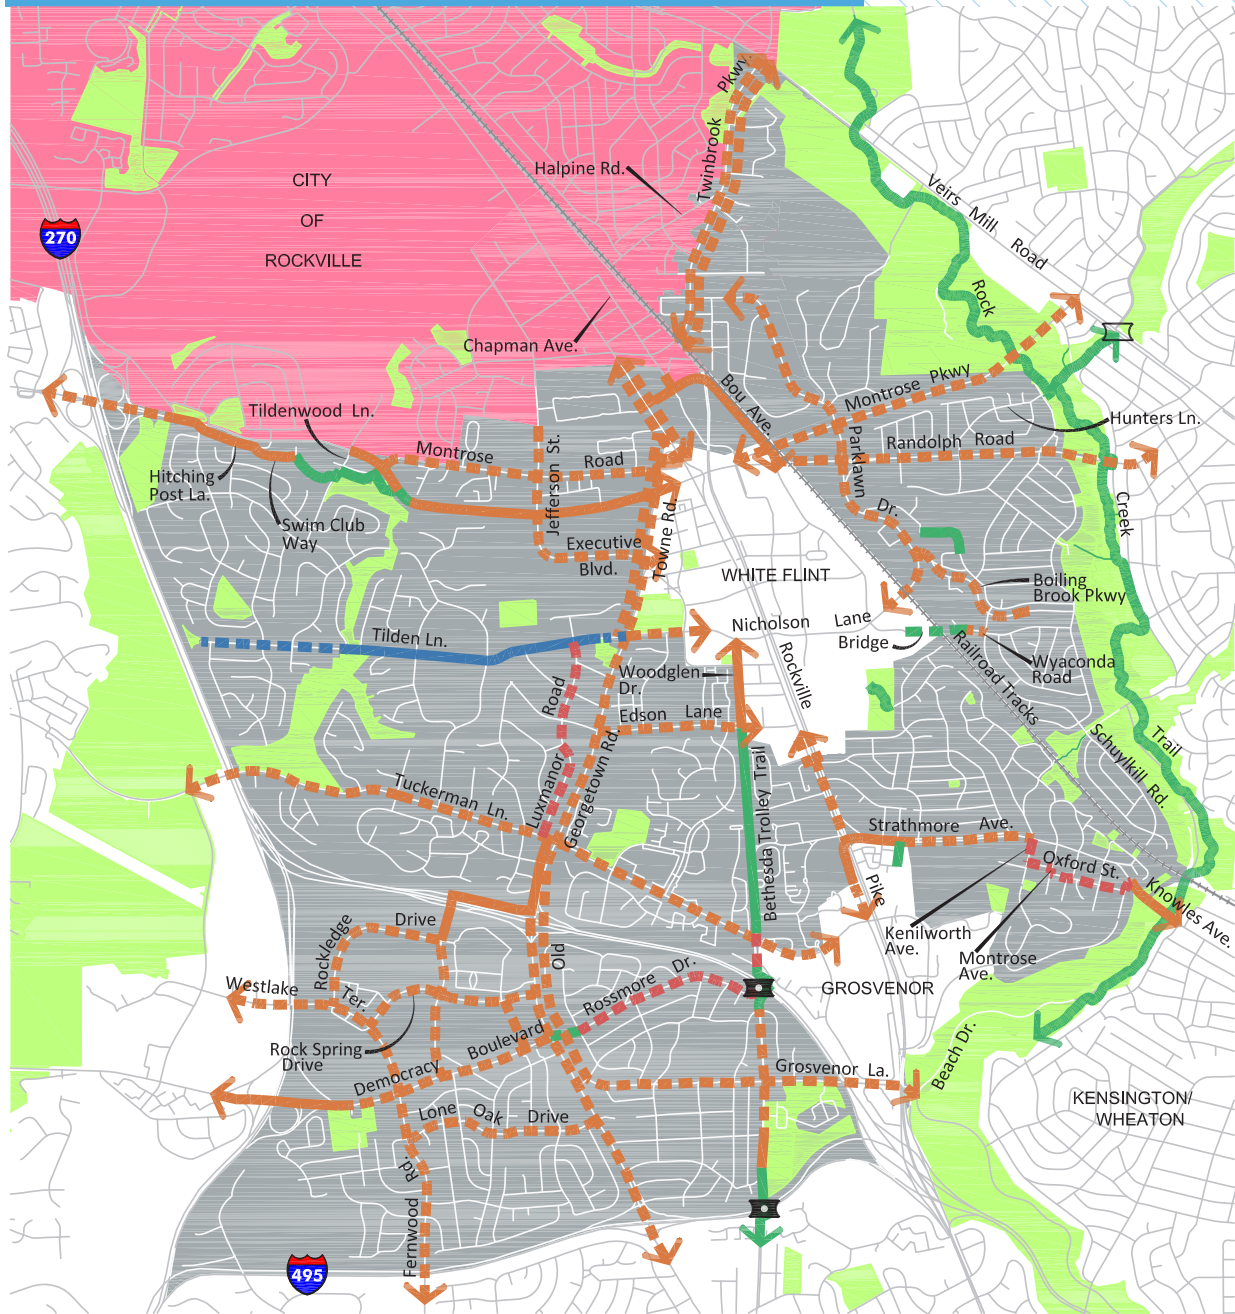 Pkwy
Twinbrook
Halpine Rd.
CITY
OF
ROCKVILLE
270
Veirs Mill Road
Rock
Chapman Ave.
Bou Ave.
Montrose Pkwy
Hunters Ln.
Tildenwood Ln.
Montrose
Road
Jefferson St.
Parklawn
Randolph Road
Hitching
Post La.
Swim Club
Way
Dr.
Creek
Executive
Blvd.
Towne Rd.
WHITE FLINT
Boiling
Brook Pkwy
Nicholson Lane
Bridge
Tilden Ln.
Railroad Tracks
Wyaconda
Road
Woodglen
Dr.
Rockville
Road
Edson Lane
Trail
Schuylkill Rd.
Tuckerman Ln.
Luxmanor
Georgetown Rd.
Bethesda Trolley Trail
Strathmore Ave.
Oxford St.
Pike
Knowles Ave.
Kenilworth
Ave.
Montrose
Ave.
Rockledge
Drive
Old
Westlake
Ter.
Rossmore Dr.
GROSVENOR
Rock Spring
Drive
Democracy
Boulevard
Grosvenor La.
Beach Dr.
KENSINGTON/
WHEATON
Lone Oak Drive
Rd.
Fernwood
495